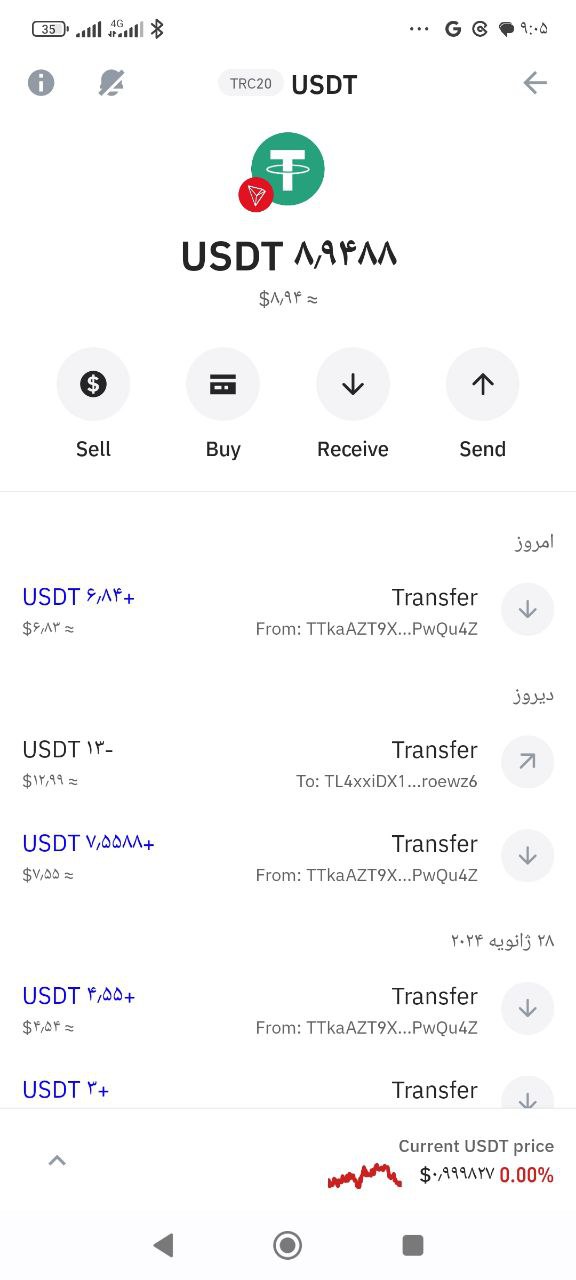 35 4G ۹:۰۵
TRC20 USDT
USDT ۸٫۹۴۸۸
$۸٫۹۴ ≈
Sell Buy Receive Send
امروز
Transfer USDT ۶٫۸۴+
From: TTkaAZT9X...PwQu4Z $۶٫۸۳ ≈
دیروز
Transfer USDT ۱۳-
To: TL4xxiDX1...roewz6 $۱۲٫۹۹ ≈
Transfer USDT ۷٫۵۵۸۸+
From: TTkaAZT9X...PwQu4Z $۷٫۵۵ ≈
۲۸ ژانویه ۲۰۲۴
Transfer USDT ۴٫۵۵+
From: TTkaAZT9X...PwQu4Z $۴٫۵۴ ≈
Transfer USDT ۳+
Current USDT price
$۰٫۹۹۹۸۲۷ 0.00%